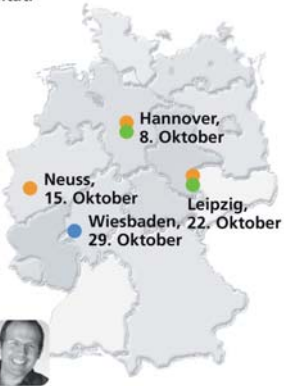 Hannover,
8. Oktober
Neuss,
15. Oktober
Leipzig,
22. Oktober
Wiesbaden,
29. Oktober